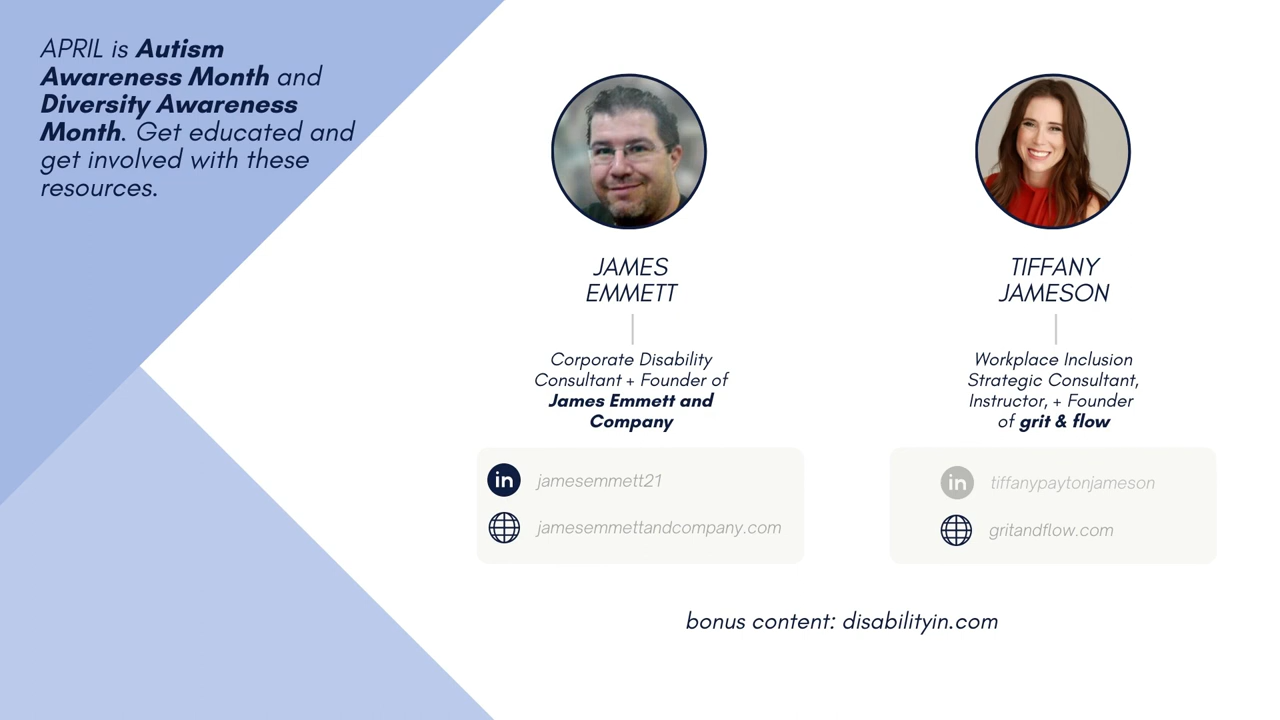 APRIL is Autism
Awareness Month and
Diversity Awareness
Month. Get educated and
get involved with these
resources.
JAMES
EMMETT
Corporate Disability
Consultant + Founder of
James Emmett and
Company
in jamesemmett21
jamesemmettandcompany.com
TIFFANY
JAMESON
Workplace Inclusion
Strategic Consultant,
Instructor, + Founder
of grit & flow
in tiffanypaytonjameson
gritandflow.com
bonus content: disabilityin.com